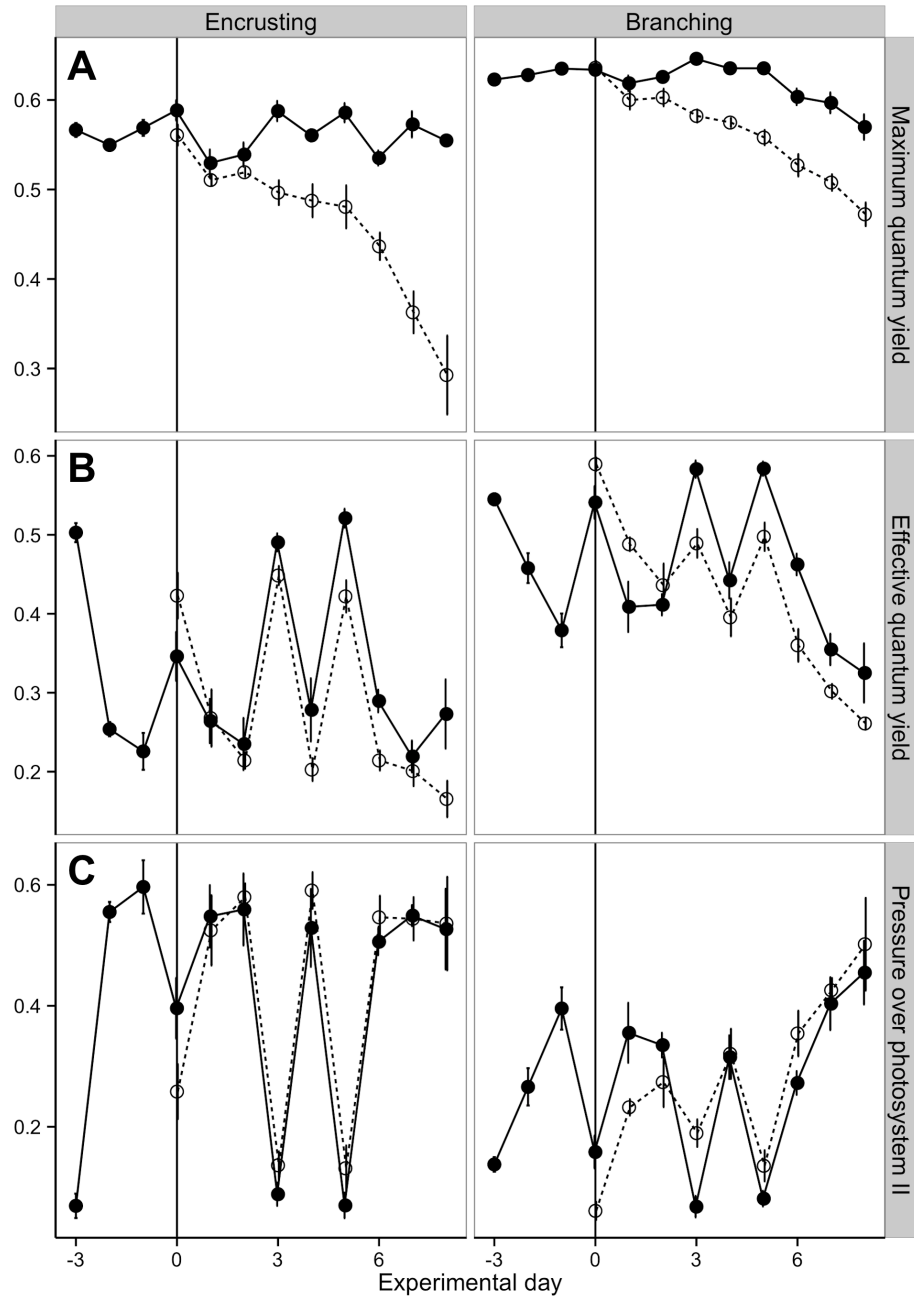 Encrusting Branching
A
0.6
0.5
0.4
0.3
Maximum quantum yield
B
0.6
0.5
0.4
0.3
0.2
Effective quantum yield
C
0.6
0.4
0.2
Pressure over photosystem II
-3 0 3 6 -3 0 3 6
Experimental day